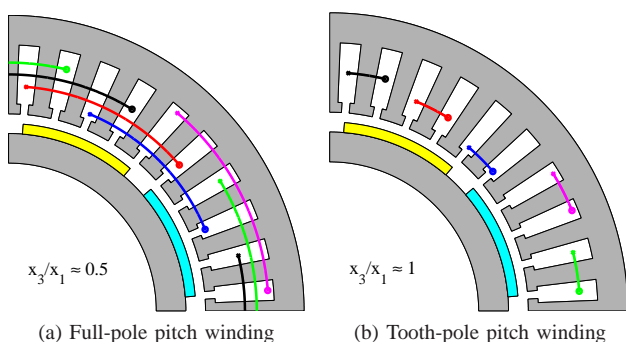 x3/x1 ≈ 0.5
x3/x1 ≈ 1
(a) Full-pole pitch winding
(b) Tooth-pole pitch winding